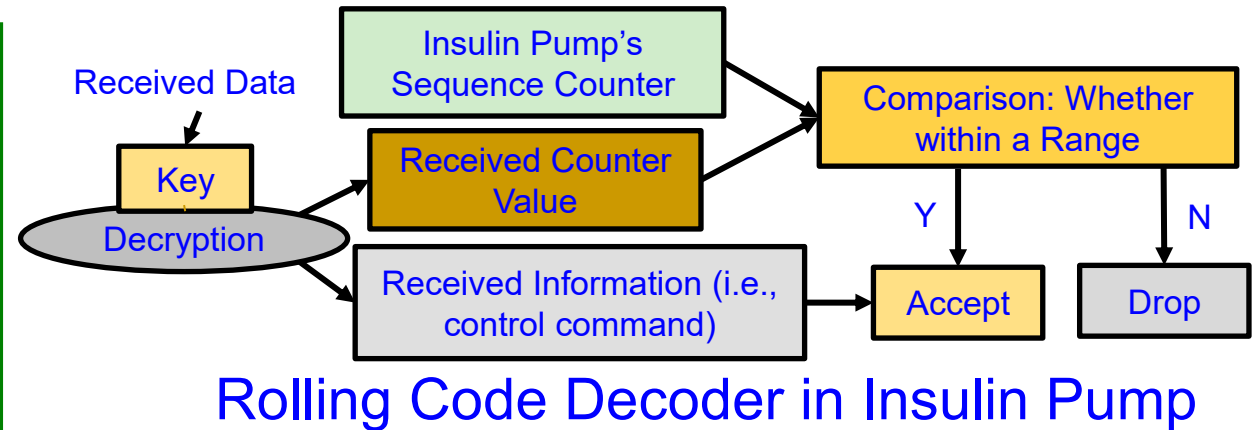 Received Data
Key
Decryption
Insulin Pump's
Sequence Counter
Received Counter
Value
Received Information (i.e.,
control command)
Comparison: Whether
within a Range
Y
N
Accept
Drop
Rolling Code Decoder in Insulin Pump